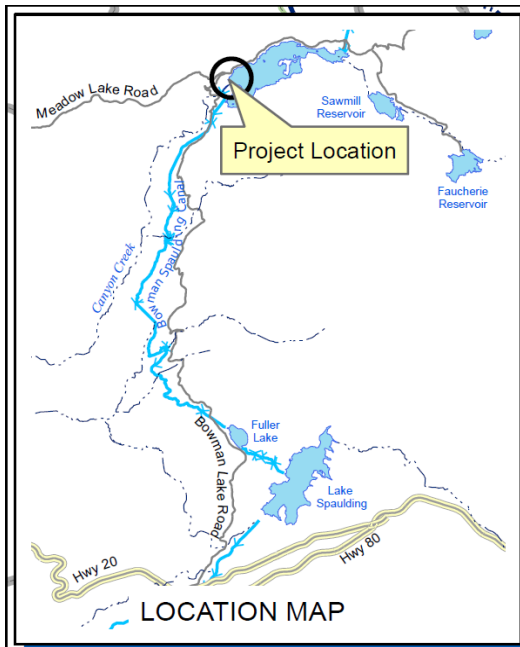 Meadow Lake Road
Sawmill
Reservoir
Project Location
Faucherie
Reservoir
Canyon Creek
Bowman Spaulding Canal
Fuller
Lake
Bowman Lake Road
Lake
Spaulding
Hwy 20
Hwy 80
LOCATION MAP